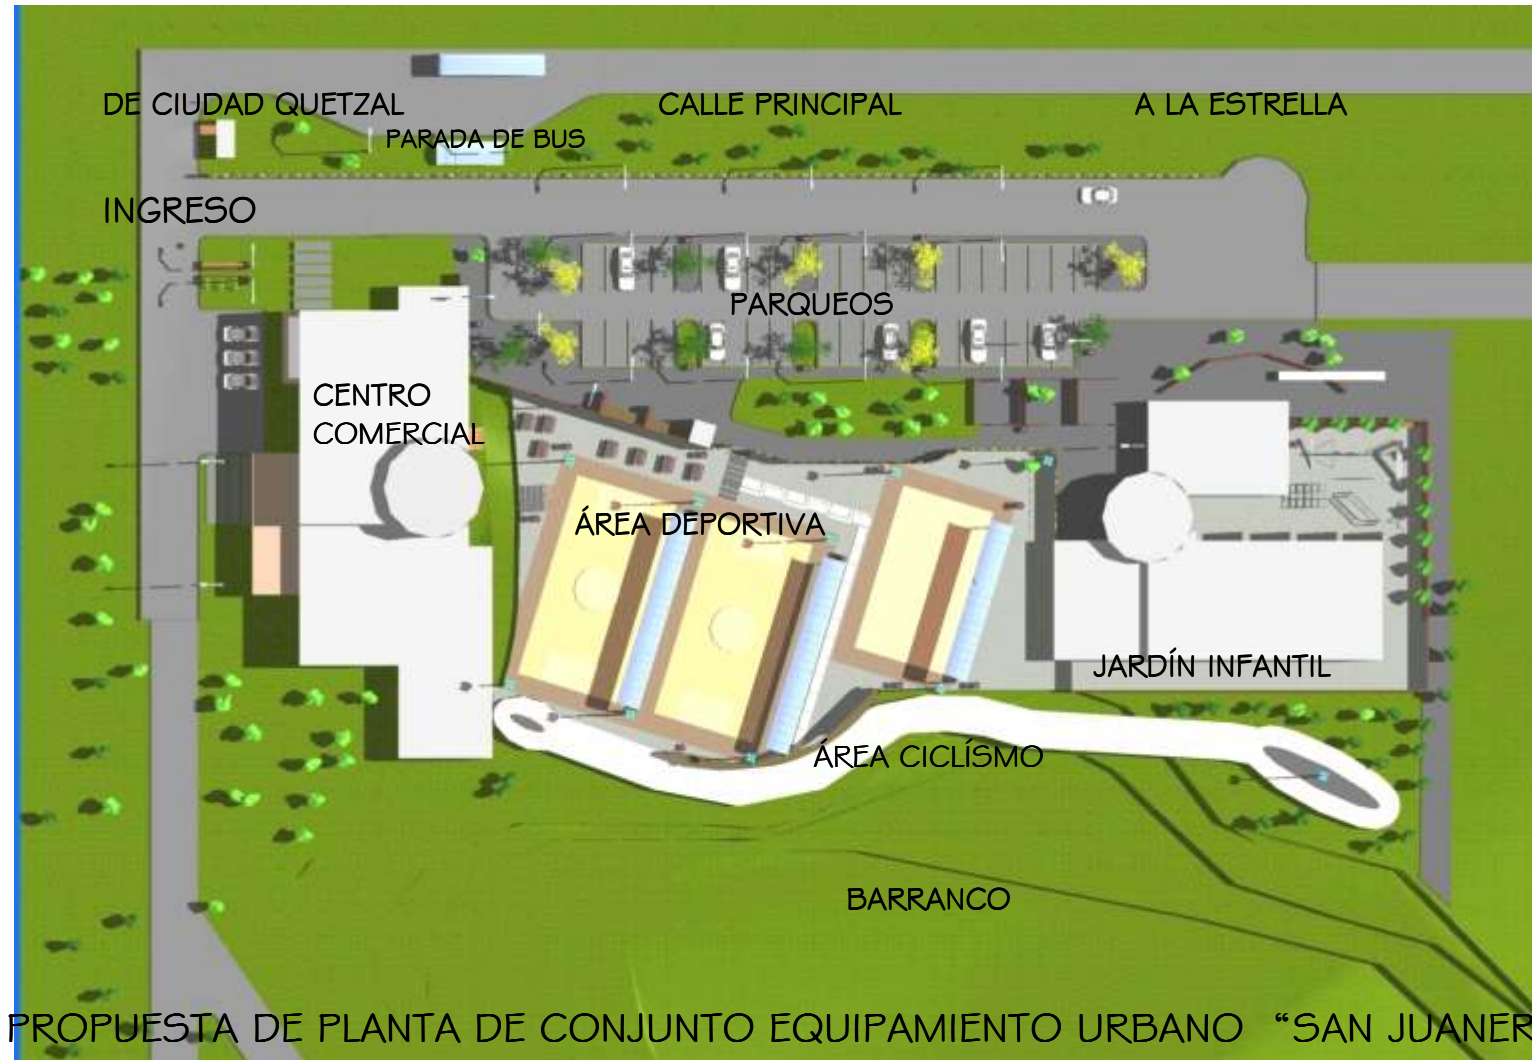 DE CIUDAD QUETZAL
CALLE PRINCIPAL
A LA ESTRELLA
PARADA DE BUS
INGRESO
PARQUEOS
CENTRO
COMERCIAL
ÁREA DEPORTIVA
JARDÍN INFANTIL
ÁREA CICLÍSMO
BARRANCO
PROPUESTA DE PLANTA DE CONJUNTO EQUIPAMIENTO URBANO “SAN JUANER